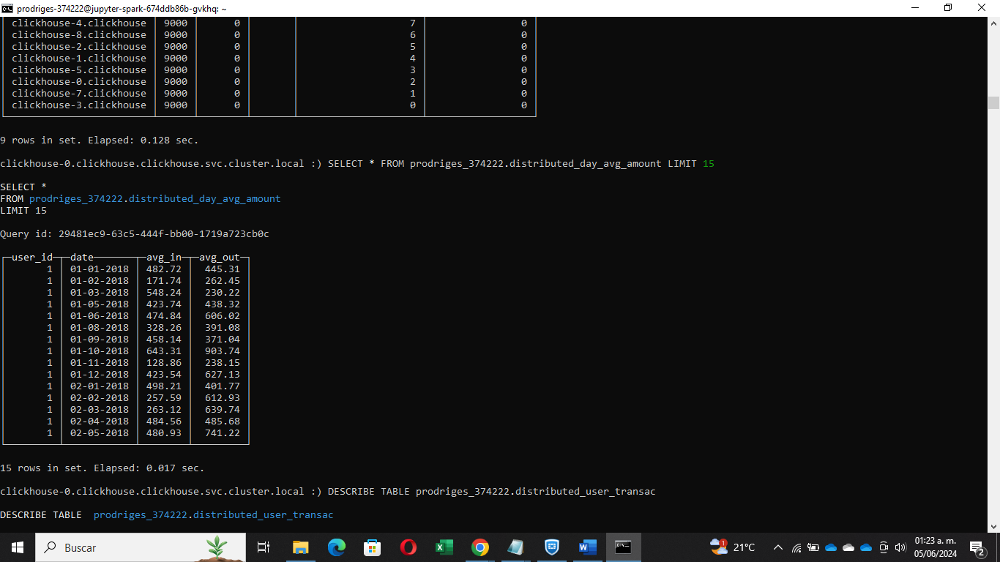 prodriges-374222@jupyter-spark-674ddb86b-gvkhq: ~
clickhouse-4.clickhouse 9000 0 7 0
clickhouse-8.clickhouse 9000 0 6 0
clickhouse-2.clickhouse 9000 0 5 0
clickhouse-1.clickhouse 9000 0 4 0
clickhouse-5.clickhouse 9000 0 3 0
clickhouse-0.clickhouse 9000 0 2 0
clickhouse-7.clickhouse 9000 0 1 0
clickhouse-3.clickhouse 9000 0 0 0
9 rows in set. Elapsed: 0.128 sec.
clickhouse-0.clickhouse.clickhouse.svc.cluster.local :) SELECT * FROM prodriges_374222.distributed_day_avg_amount LIMIT 15
SELECT *
FROM prodriges_374222.distributed_day_avg_amount
LIMIT 15
Query id: 29481ec9-63c5-444f-bb00-1719a723cb0c
user_id date avg_in avg_out
1 01-01-2018 482.72 445.31
1 01-02-2018 171.74 262.45
1 01-03-2018 548.24 230.22
1 01-05-2018 423.74 438.32
1 01-06-2018 474.84 606.02
1 01-08-2018 328.26 391.08
1 01-09-2018 458.14 371.04
1 01-10-2018 643.31 903.74
1 01-11-2018 128.86 238.15
1 01-12-2018 423.54 627.13
1 02-01-2018 498.21 401.77
1 02-02-2018 257.59 612.93
1 02-03-2018 263.12 639.74
1 02-04-2018 484.56 485.68
1 02-05-2018 480.93 741.22
15 rows in set. Elapsed: 0.017 sec.
clickhouse-0.clickhouse.clickhouse.svc.cluster.local :) DESCRIBE TABLE prodriges_374222.distributed_user_transac
DESCRIBE TABLE  prodriges_374222.distributed_user_transac
Buscar
1
21°C
01:23 a. m.
05/06/2024
2